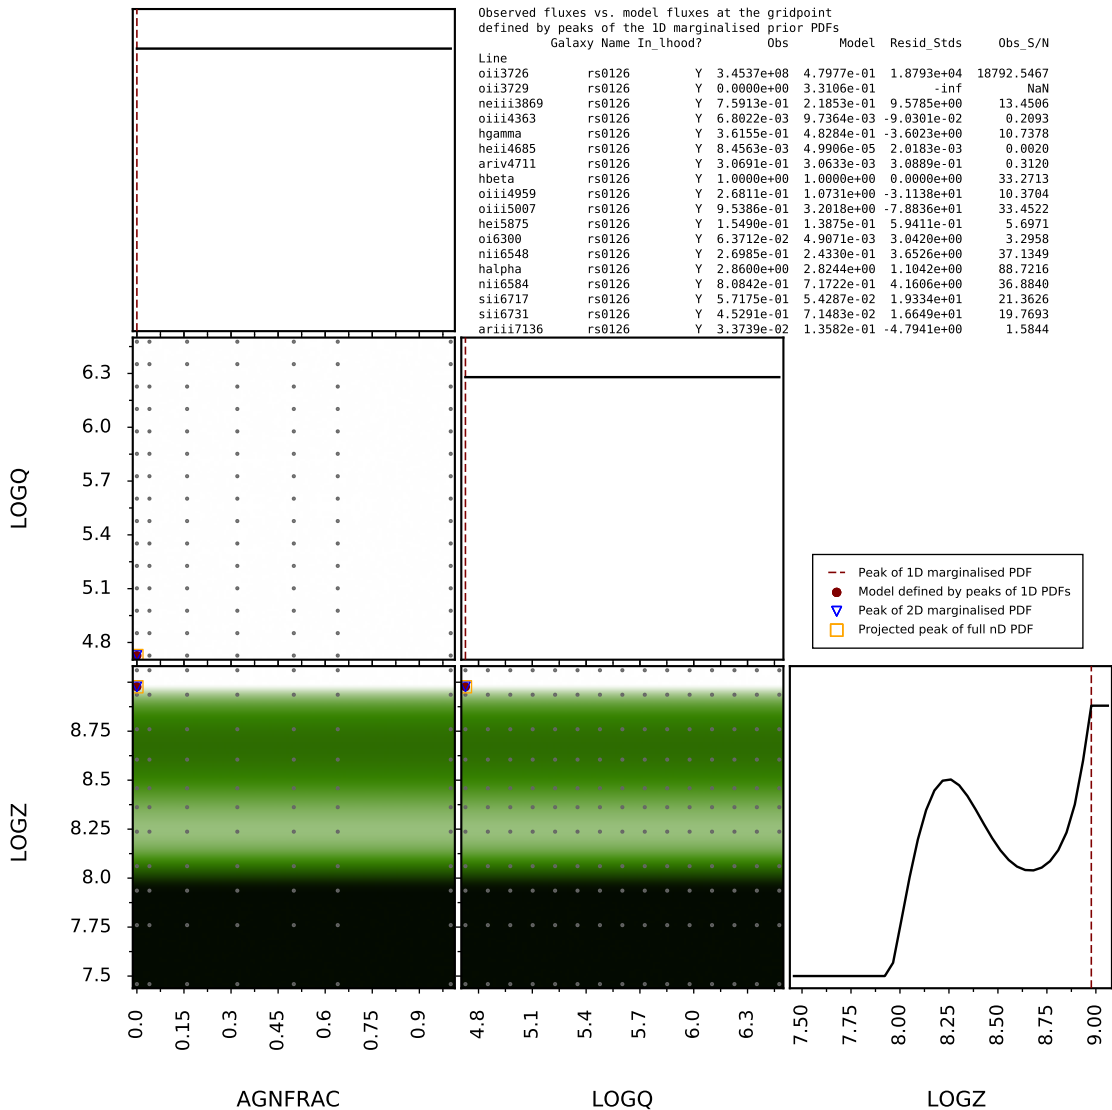 Observed fluxes vs. model fluxes at the gridpoint
defined by peaks of the 1D marginalised prior PDFs
Galaxy Name In_lhood? Obs Model Resid_Stds Obs_S/N
Line
oii3726 rs0126 Y 3.4537e+08 4.7977e-01 1.8793e+04 18792.5467
oii3729 rs0126 Y 0.0000e+00 3.3106e-01 -inf NaN
neiii3869 rs0126 Y 7.5913e-01 2.1853e-01 9.5785e+00 13.4506
oiii4363 rs0126 Y 6.8022e-03 9.7364e-03 -9.0301e-02 0.2093
hgamma rs0126 Y 3.6155e-01 4.8284e-01 -3.6023e+00 10.7378
heii4685 rs0126 Y 8.4563e-03 4.9906e-05 2.0183e-03 0.0020
ariv4711 rs0126 Y 3.0691e-01 3.0633e-03 3.0889e-01 0.3120
hbeta rs0126 Y 1.0000e+00 1.0000e+00 0.0000e+00 33.2713
oiii4959 rs0126 Y 2.6811e-01 1.0731e+00 -3.1138e+01 10.3704
oiii5007 rs0126 Y 9.5386e-01 3.2018e+00 -7.8836e+01 33.4522
hei5875 rs0126 Y 1.5490e-01 1.3875e-01 5.9411e-01 5.6971
oi6300 rs0126 Y 6.3712e-02 4.9071e-03 3.0420e+00 3.2958
nii6548 rs0126 Y 2.6985e-01 2.4330e-01 3.6526e+00 37.1349
halpha rs0126 Y 2.8600e+00 2.8244e+00 1.1042e+00 88.7216
nii6584 rs0126 Y 8.0842e-01 7.1722e-01 4.1606e+00 36.8840
sii6717 rs0126 Y 5.7175e-01 5.4287e-02 1.9334e+01 21.3626
sii6731 rs0126 Y 4.5291e-01 7.1483e-02 1.6649e+01 19.7693
ariii7136 rs0126 Y 3.3739e-02 1.3582e-01 -4.7941e+00 1.5844
6.3
6.0
5.7
5.4
5.1
4.8
LOGQ
Peak of 1D marginalised PDF
Model defined by peaks of 1D PDFs
Peak of 2D marginalised PDF
Projected peak of full nD PDF
8.75
8.5
8.25
8.0
7.75
7.5
LOGZ
0.0 0.15 0.3 0.45 0.6 0.75 0.9
4.8 5.1 5.4 5.7 6.0 6.3
7.50 7.75 8.00 8.25 8.50 8.75 9.00
AGNFRAC LOGQ LOGZ